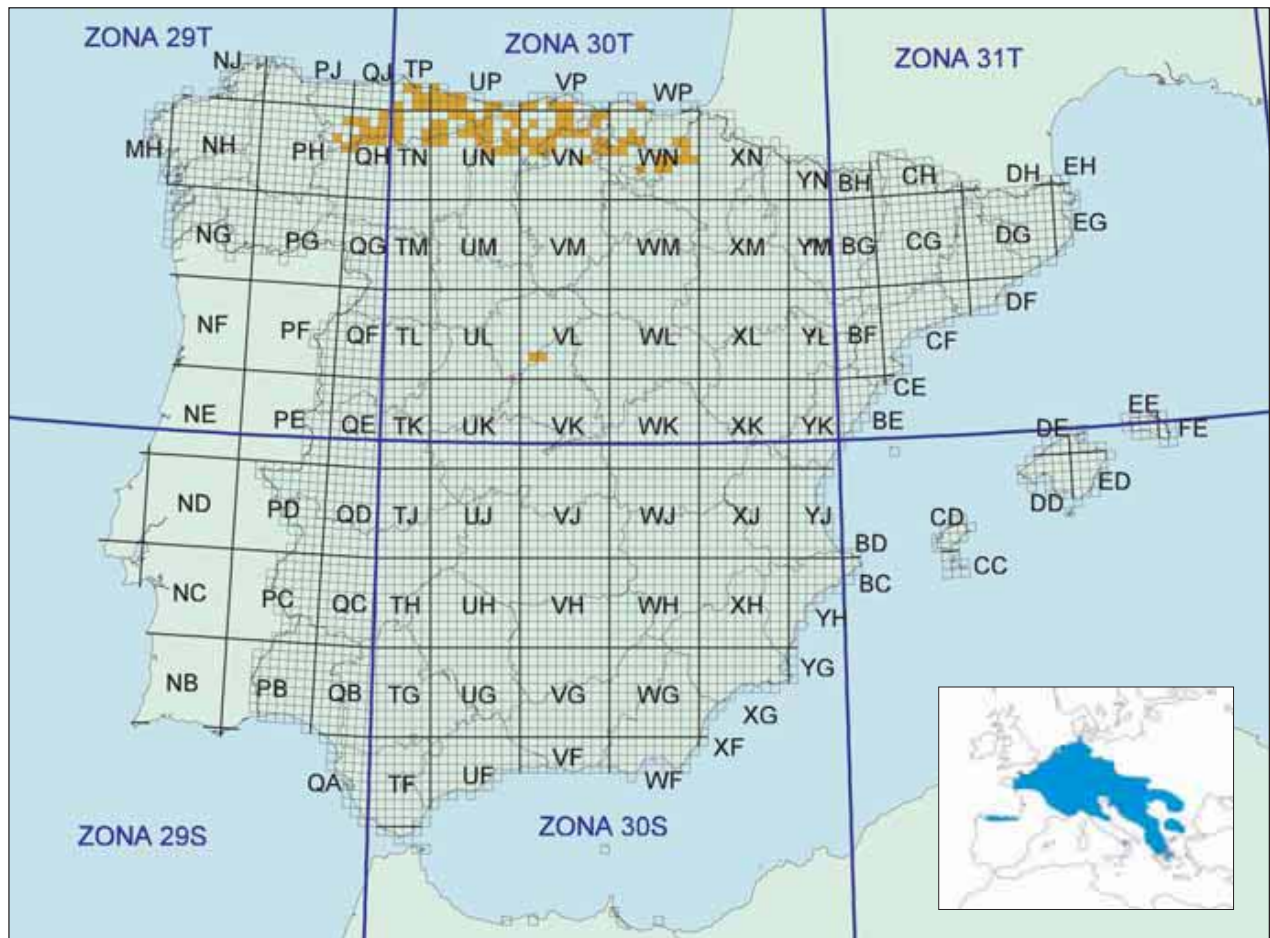 ZONA 29T
ZONA 30T
ZONA 31T
NJ PJ QJ TP UP VP WP
MH NH PH QH TN UN VN WN XN YN BH CH DH EH
NG PG QG TM UM VM WM XM YM BG CG DG EG
NF PF QF TL UL VL WL XL YL BF CF DF
NE PE QE TK UK VK WK XK YK BE CE DE EE FE
ND PD QD TJ UJ VJ WJ XJ YJ BD CD DD ED
NC PC QC TH UH VH WH XH YH BC CC
NB PB QB TG UG VG WG XG YG
QA TF UF VF WF XF
ZONA 29S
ZONA 30S